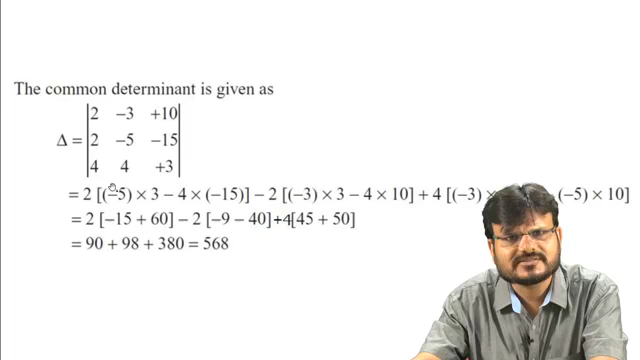 The common determinant is given as
Δ = |2 −3 +10|
|2 −5 −15|
|4 4 +3|
= 2 [(−5) × 3 − 4 × (−15)] − 2 [(−3) × 3 − 4 × 10] + 4 [(−3) × (−5) × 10]
= 2 [−15 + 60] − 2 [−9 − 40]+4[45 + 50]
= 90 + 98 + 380 = 568